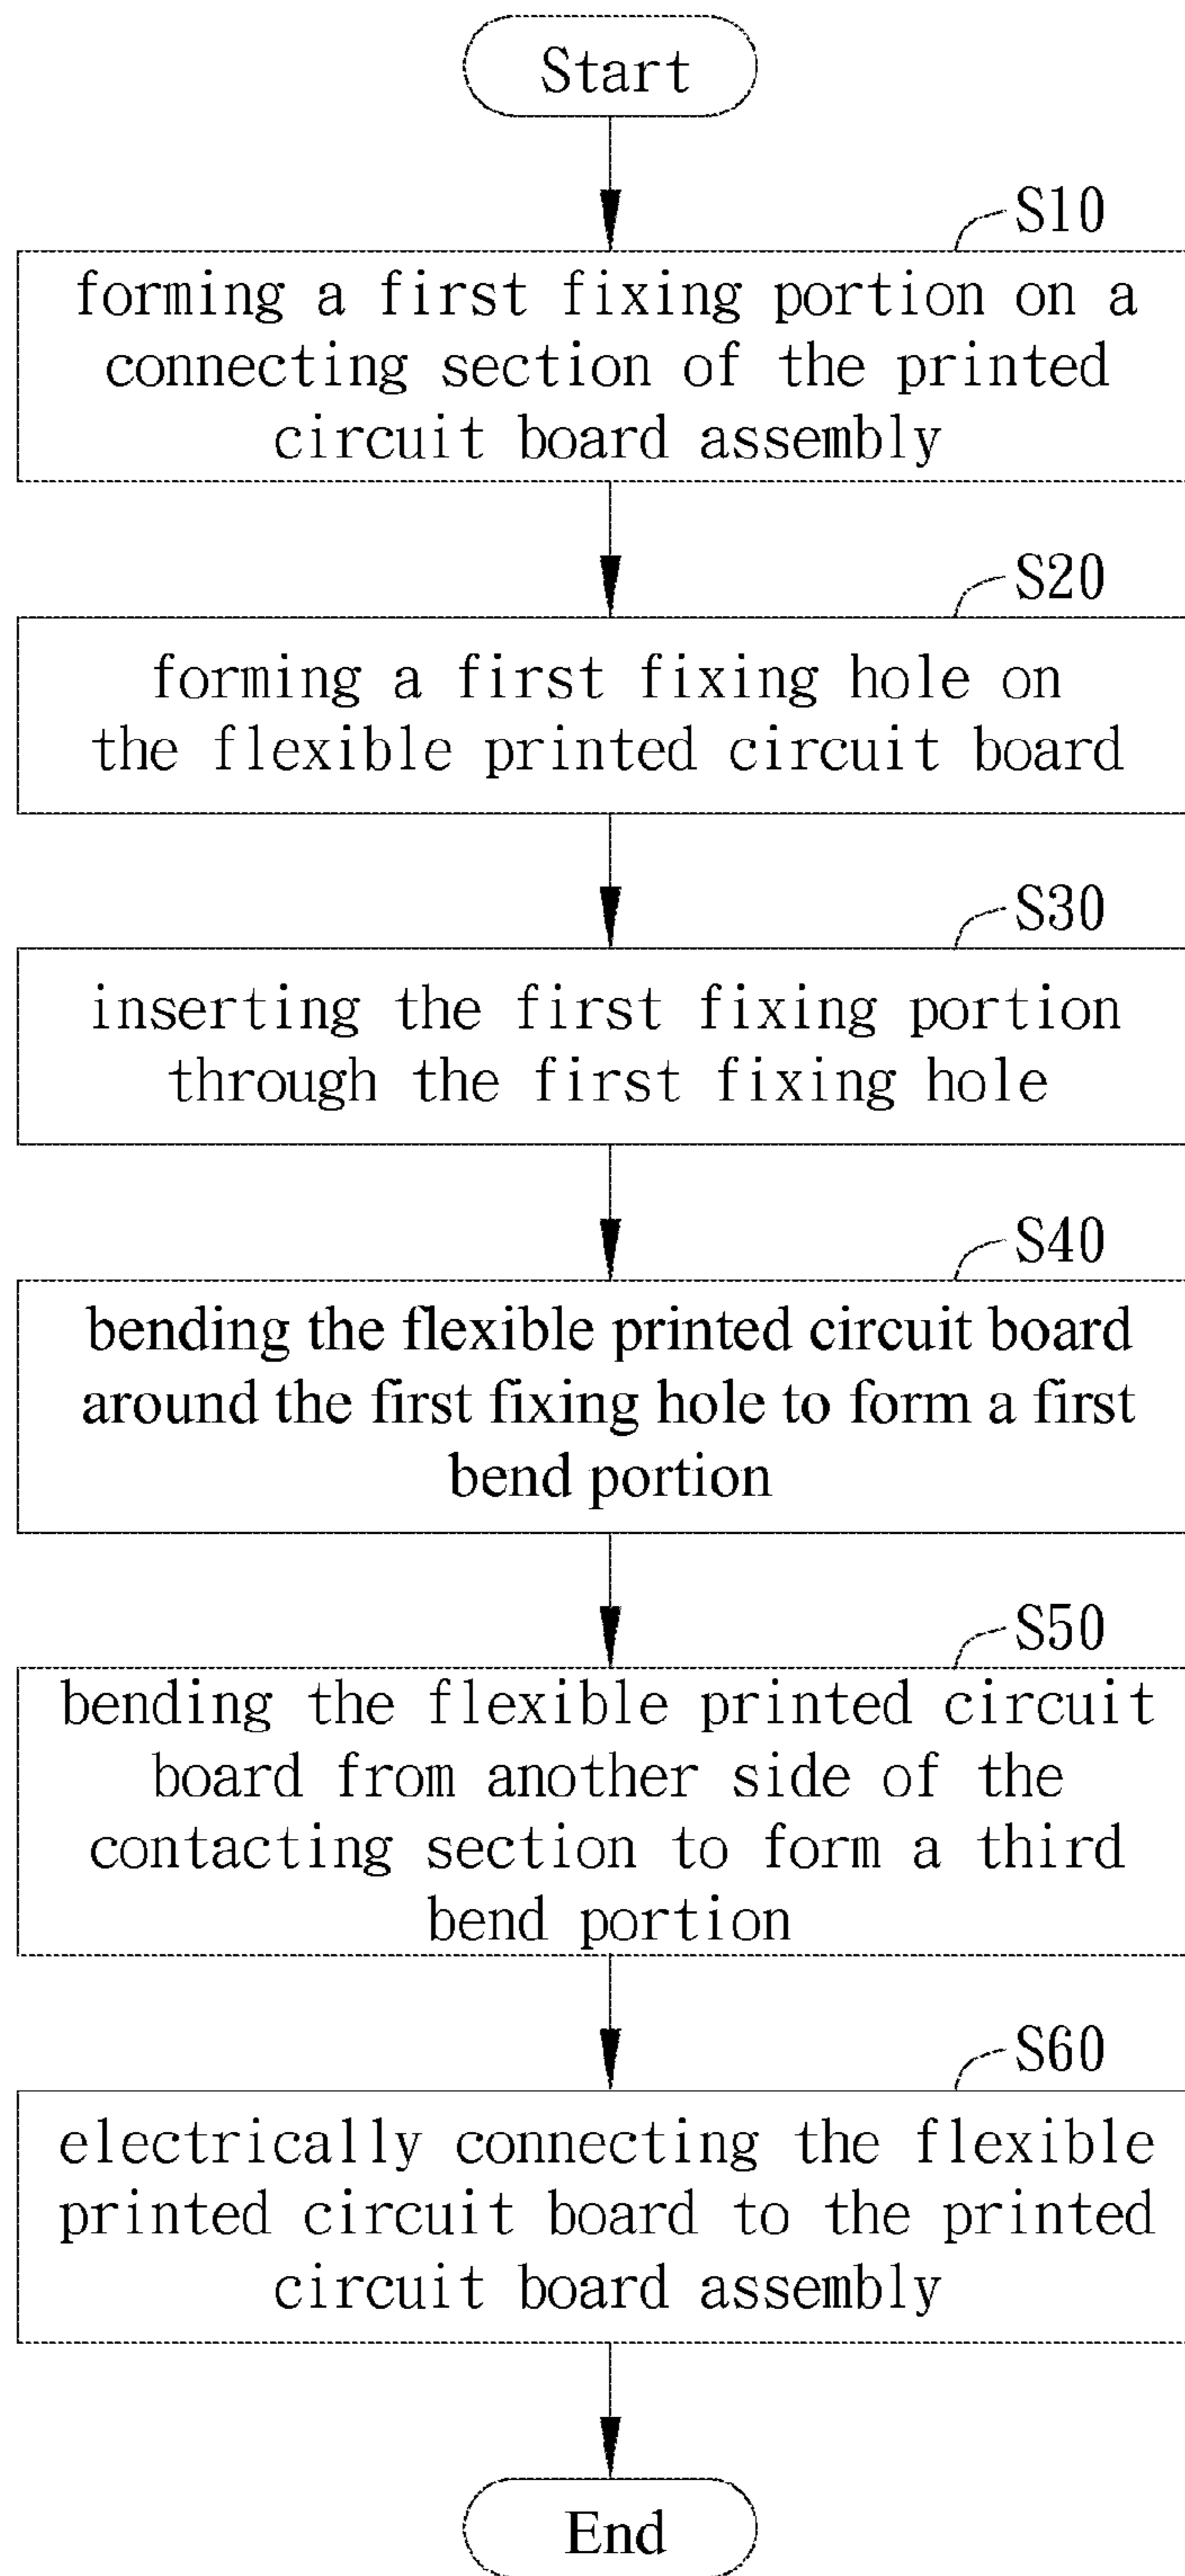 Start
S10
forming a first fixing portion on a
connecting section of the printed
circuit board assembly
S20
forming a first fixing hole on
the flexible printed circuit board
S30
inserting the first fixing portion
through the first fixing hole
S40
bending the flexible printed circuit board
around the first fixing hole to form a first
bend portion
S50
bending the flexible printed circuit
board from another side of the
contacting section to form a third
bend portion
S60
electrically connecting the flexible
printed circuit board to the printed
circuit board assembly
End